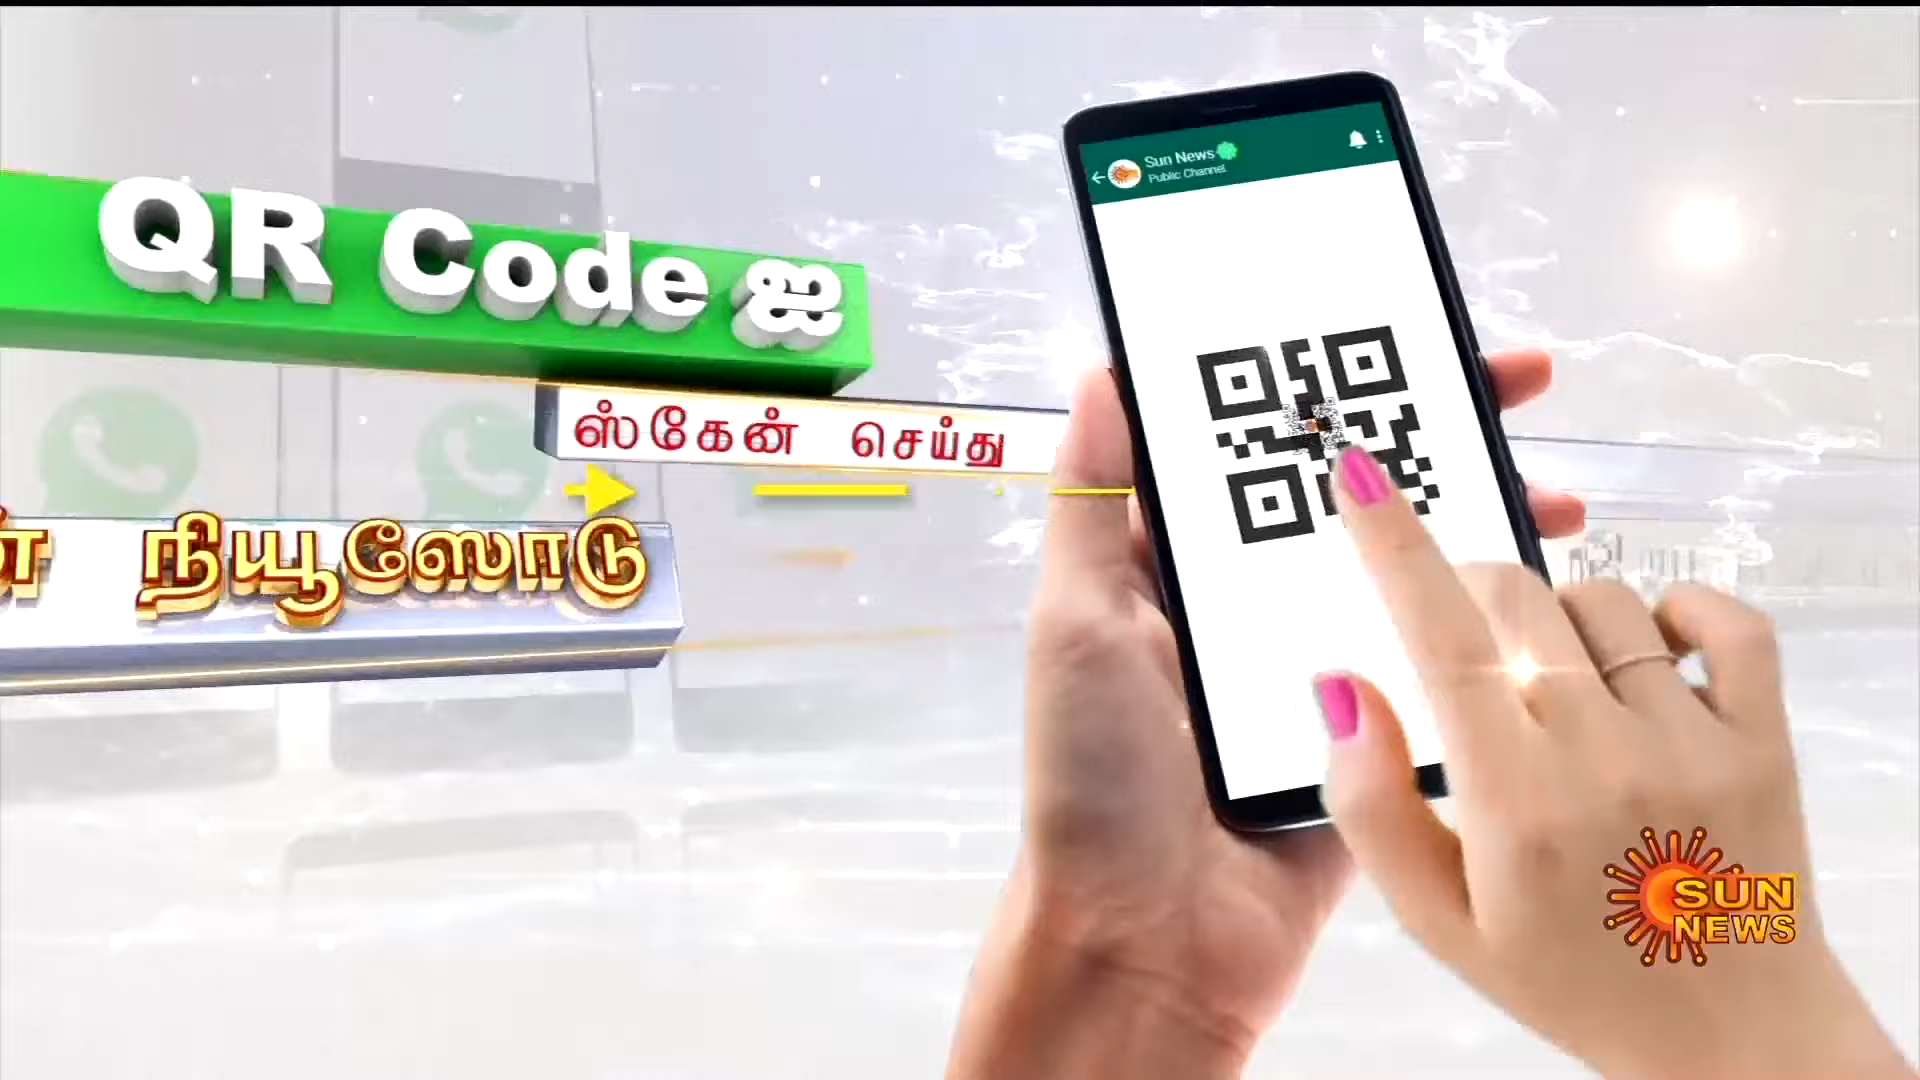 QR Code ஐ
ஸ்கேன் செய்து
நியூஸோடு
Sun News
Public Channel
SUN
NEWS